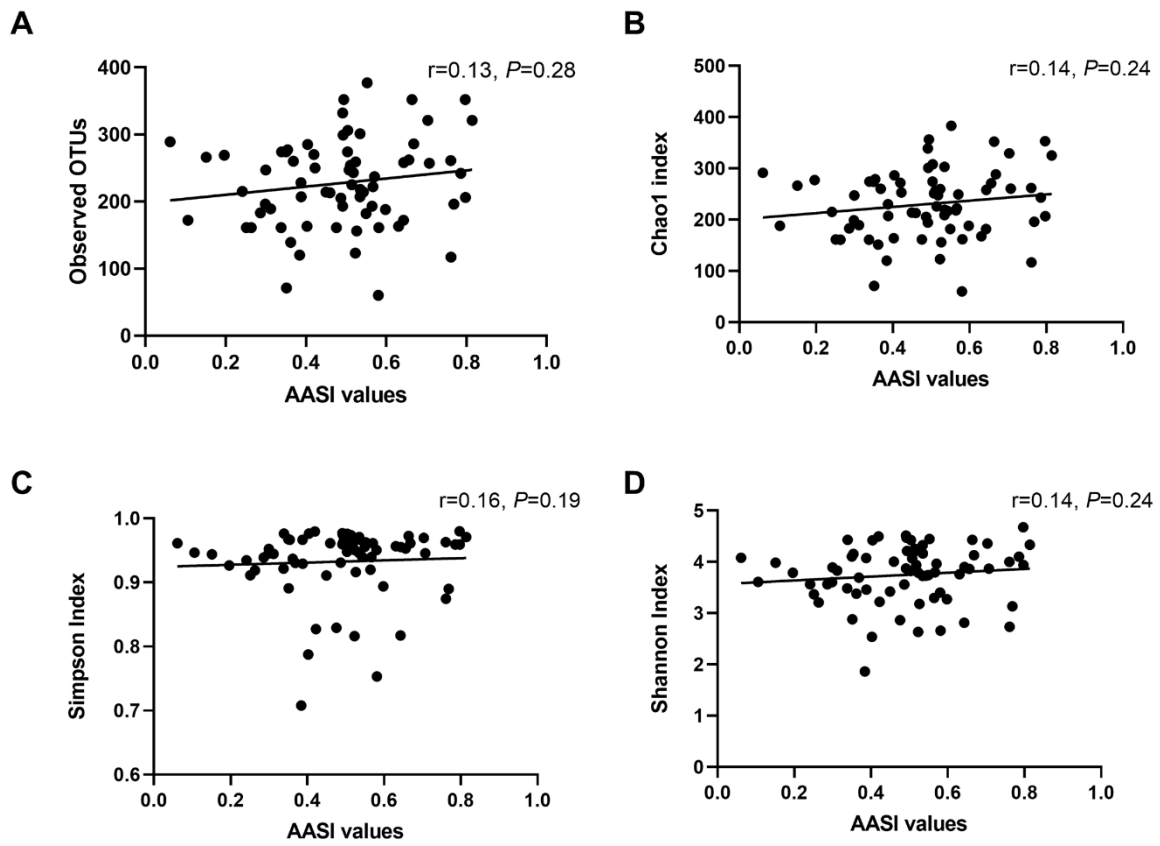 A
r=0.13, P=0.28
Observed OTUs
400
300
200
100
0
0.0 0.2 0.4 0.6 0.8 1.0
AASI values
B
r=0.14, P=0.24
Chao1 index
500
400
300
200
100
0
0.0 0.2 0.4 0.6 0.8 1.0
AASI values
C
r=0.16, P=0.19
Simpson Index
1.0
0.9
0.8
0.7
0.6
0.0 0.2 0.4 0.6 0.8 1.0
AASI values
D
r=0.14, P=0.24
Shannon Index
5
4
3
2
1
0
0.0 0.2 0.4 0.6 0.8 1.0
AASI values